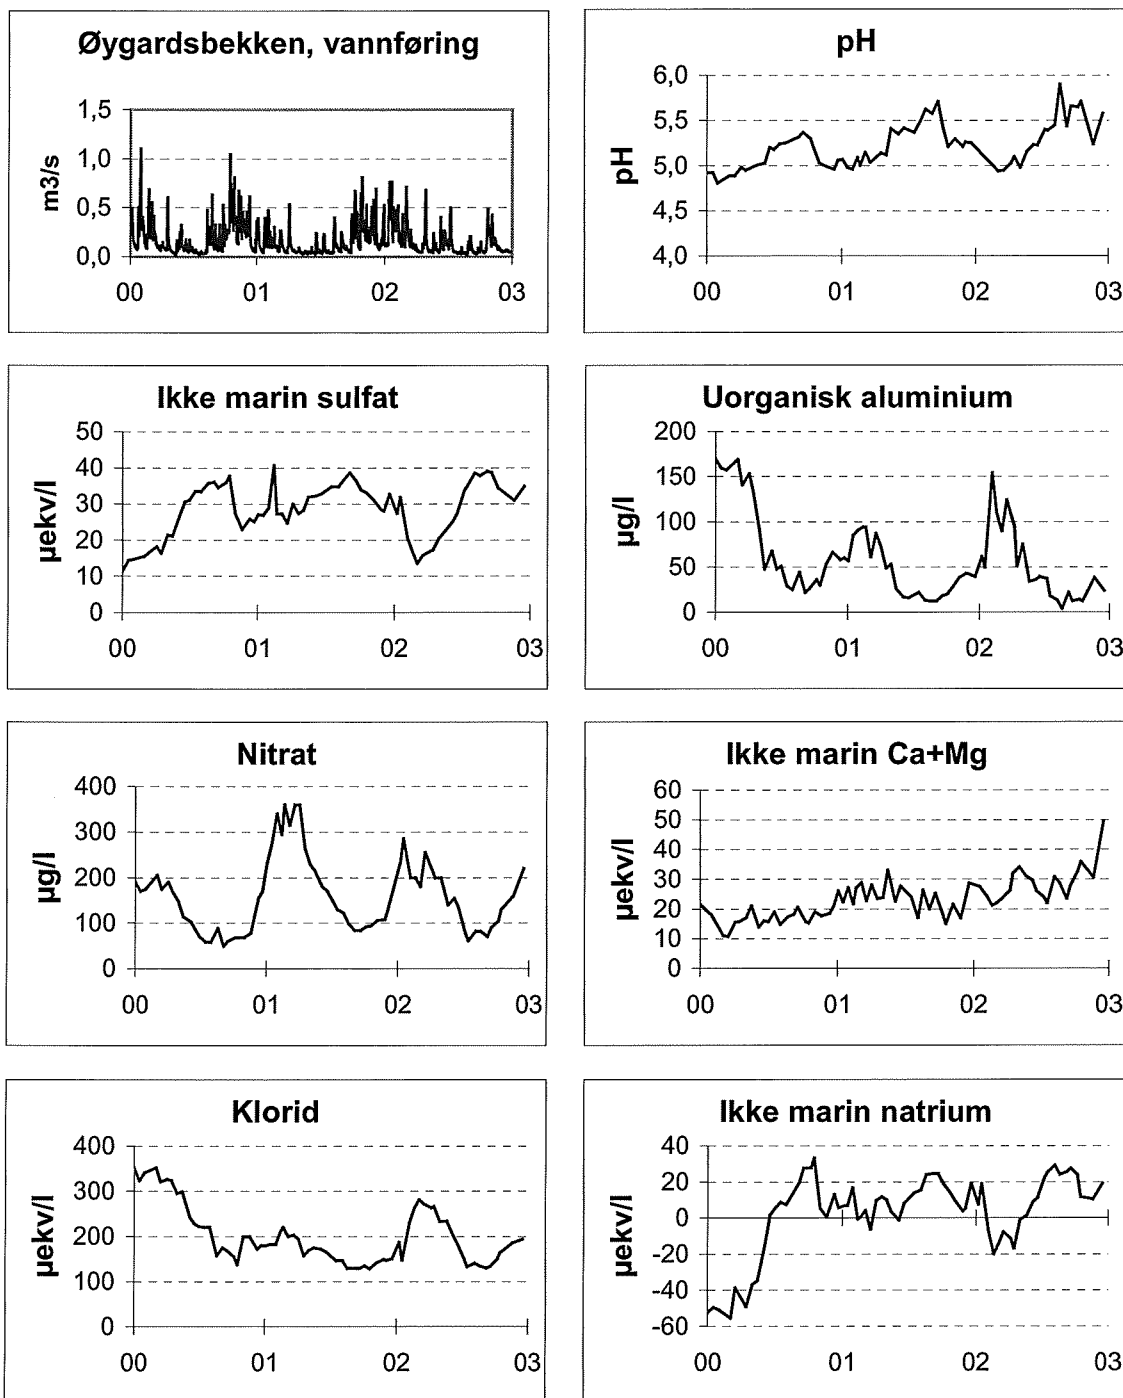 Øygardsbekken, vannføring
m3/s
1,5
1,0
0,5
0,0
00 01 02 03
pH
pH
6,0
5,5
5,0
4,5
4,0
00 01 02 03
Ikke marin sulfat
µekv/l
50
40
30
20
10
0
00 01 02 03
Uorganisk aluminium
µg/l
200
150
100
50
0
00 01 02 03
Nitrat
µg/l
400
300
200
100
0
00 01 02 03
Ikke marin Ca+Mg
µekv/l
60
50
40
30
20
10
0
00 01 02 03
Klorid
µekv/l
400
300
200
100
0
00 01 02 03
Ikke marin natrium
µekv/l
40
20
0
-20
-40
-60
00 01 02 03